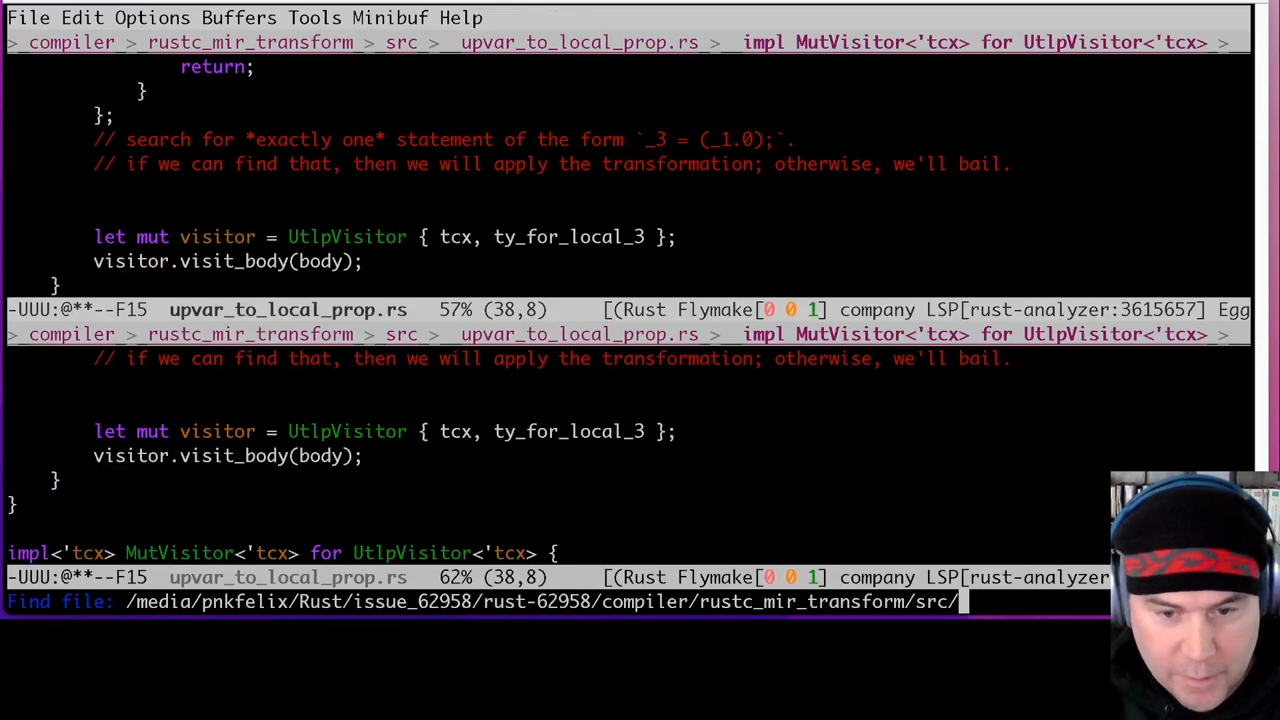 File Edit Options Buffers Tools Minibuf Help
> compiler > rustc_mir_transform > src > upvar_to_local_prop.rs > impl MutVisitor<'tcx> for UtlpVisitor<'tcx> >
return;
}
};
// search for *exactly one* statement of the form `_3 = (_1.0);`.
// if we can find that, then we will apply the transformation; otherwise, we'll bail.
let mut visitor = UtlpVisitor { tcx, ty_for_local_3 };
visitor.visit_body(body);
}
-UUU:@**--F15 upvar_to_local_prop.rs 57% (38,8) [(Rust Flymake[0 0 1] company LSP[rust-analyzer:3615657] Egg
> compiler > rustc_mir_transform > src > upvar_to_local_prop.rs > impl MutVisitor<'tcx> for UtlpVisitor<'tcx> >
// if we can find that, then we will apply the transformation; otherwise, we'll bail.
let mut visitor = UtlpVisitor { tcx, ty_for_local_3 };
visitor.visit_body(body);
}
}
impl<'tcx> MutVisitor<'tcx> for UtlpVisitor<'tcx> {
-UUU:@**--F15 upvar_to_local_prop.rs 62% (38,8) [(Rust Flymake[0 0 1] company LSP[rust-analyzer
Find file: /media/pnkfelix/Rust/issue_62958/rust-62958/compiler/rustc_mir_transform/src/